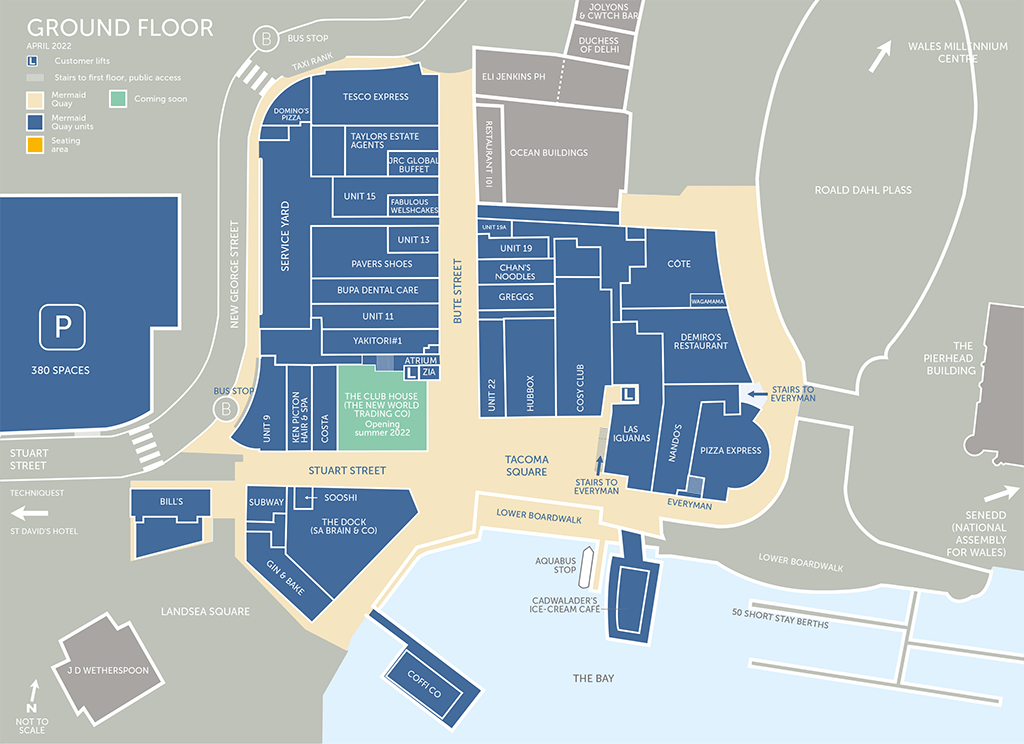 GROUND FLOOR
APRIL 2022
L Customer lifts
Stairs to first floor, public access
Mermaid
Quay
Coming soon
Mermaid
Quay units
Seating
area
B BUS STOP
TAXI RANK
JOLYONS
& CWTCH BAR
DUCHESS
OF DELHI
ELI JENKINS PH
RESTAURANT 101
OCEAN BUILDINGS
WALES MILLENNIUM
CENTRE
ROALD DAHL PLASS
THE
PIERHEAD
BUILDING
SENEDD
(NATIONAL
ASSEMBLY
FOR WALES)
DOMINO'S
PIZZA
TESCO EXPRESS
TAYLORS ESTATE
AGENTS
JRC GLOBAL
BUFFET
UNIT 15
FABULOUS
WELSHCAKES
UNIT 13
PAVERS SHOES
BUPA DENTAL CARE
UNIT 11
YAKITORI#1
ATRIUM
L
ZIA
SERVICE YARD
NEW GEORGE STREET
BUTE STREET
P
380 SPACES
BUS STOP
B
UNIT 9
KEN PICTON
HAIR & SPA
COSTA
THE CLUB HOUSE
(THE NEW WORLD
TRADING CO)
Opening
summer 2022
UNIT 19A
UNIT 19
CHAN'S
NOODLES
GREGGS
UNIT 22
HUBBOX
COSY CLUB
CÔTE
WAGAMAMA
DEMIRO'S
RESTAURANT
STAIRS TO
EVERYMAN
L
LAS
IGUANAS
NANDO'S
PIZZA EXPRESS
EVERYMAN
STAIRS TO
EVERYMAN
TACOMA
SQUARE
STUART STREET
STUART
STREET
TECHNIQUEST
ST DAVID'S HOTEL
BILL'S
SUBWAY
SOOSHI
THE DOCK
(SA BRAIN & CO)
GIN & BAKE
LANDSEA SQUARE
J D WETHERSPOON
N
NOT TO
SCALE
LOWER BOARDWALK
AQUABUS
STOP
CADWALADER'S
ICE-CREAM CAFÉ
COFFI CO
THE BAY
LOWER BOARDWALK
50 SHORT STAY BERTHS